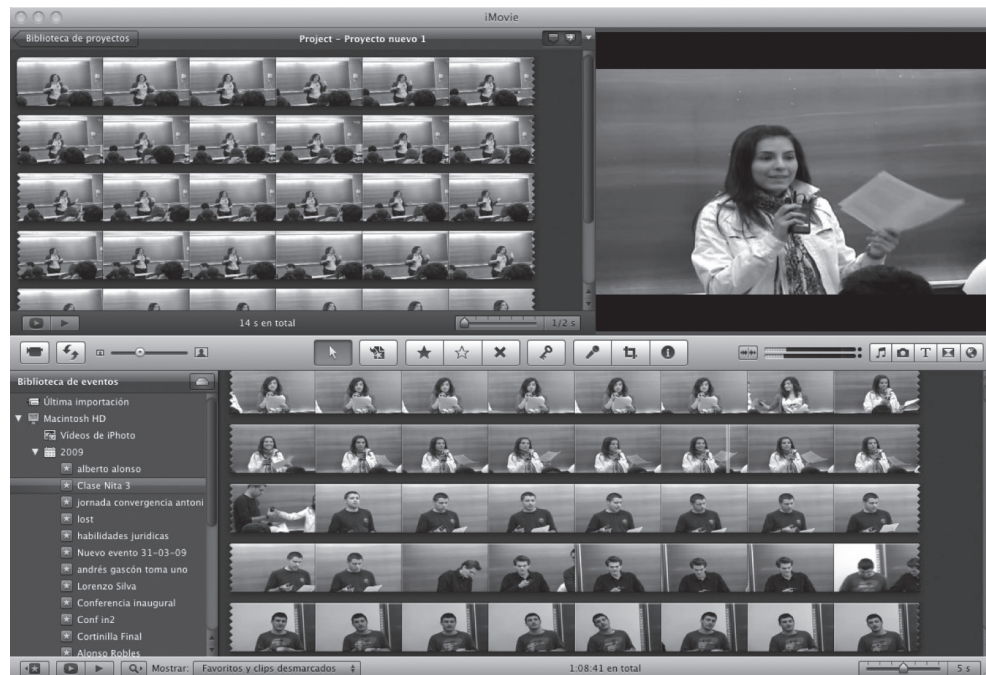 iMovie
Biblioteca de proyectos
Project - Proyecto nuevo 1
14 s en total
1/2 s
Biblioteca de eventos
Última importación
Macintosh HD
Vídeos de iPhoto
2009
alberto alonso
Clase Nita 3
jornada convergencia antoni
lost
habilidades juridicas
Nuevo evento 31-03-09
andrés gascón toma uno
Lorenzo Silva
Conferencia inaugural
Conf in2
Cortinilla Final
Alonso Robles
Mostrar: Favoritos y clips desmarcados
1:08:41 en total
5 s